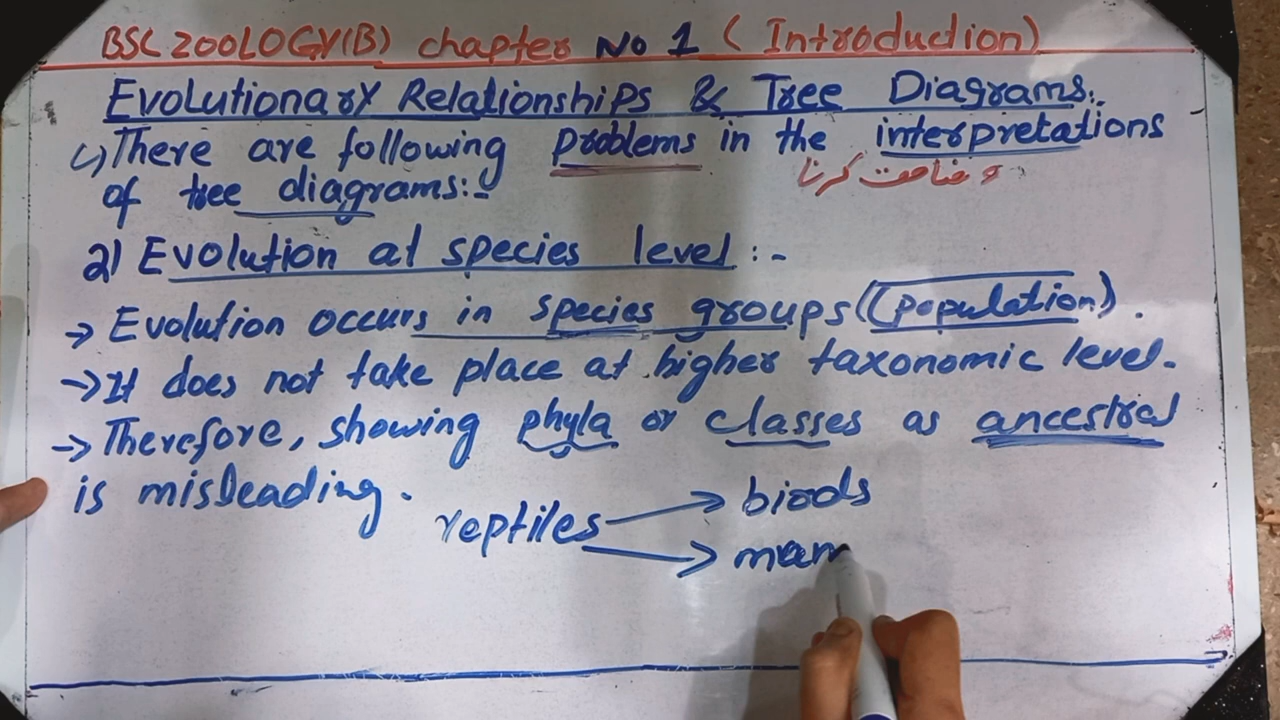 BSC ZOOLOGY(B) chapter No 1 ( Introduction)
Evolutionary Relationships & Tree Diagrams:-
There are following problems in the interpretations
وضاحت کرنا
of tree diagrams:-
2) Evolution at species level :-
→ Evolution occurs in species groups (population).
→ It does not take place at higher taxonomic level.
→ Therefore, showing phyla or classes as ancestral
is misleading.
reptiles → birds
→ mam